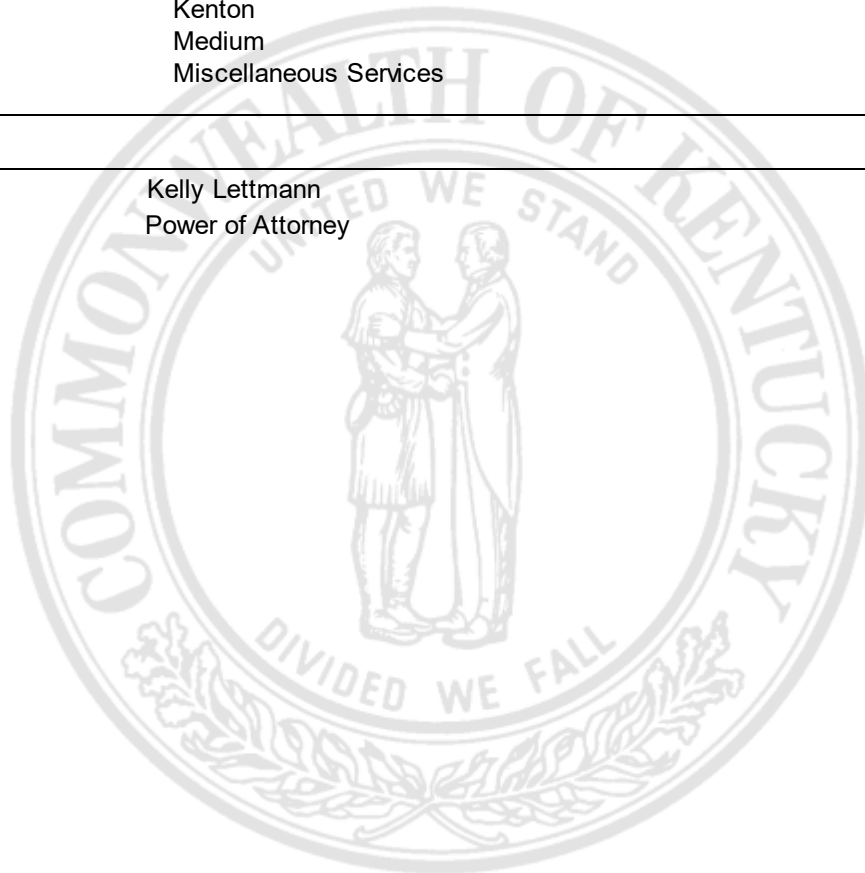 Kenton
Medium
Miscellaneous Services
Kelly Lettmann
Power of Attorney
COMMONWEALTH OF KENTUCKY
UNITED WE STAND
DIVIDED WE FALL